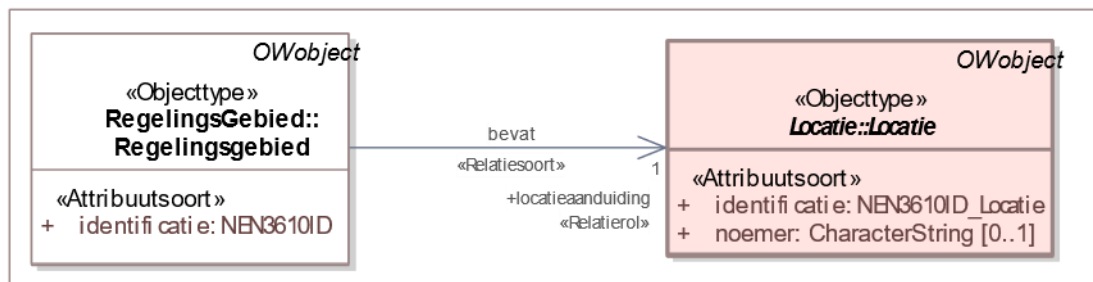 OWobject
«Objecttype»
RegelingsGebied::
Regelingsgebied
«Attribuutsoort»
+ identificatie: NEN3610ID
bevat
«Relatiesoort»
1
+locatieaanduiding
«Relatierol»
OWobject
«Objecttype»
Locatie::Locatie
«Attribuutsoort»
+ identificatie: NEN3610ID_Locatie
+ noemer: CharacterString [0..1]